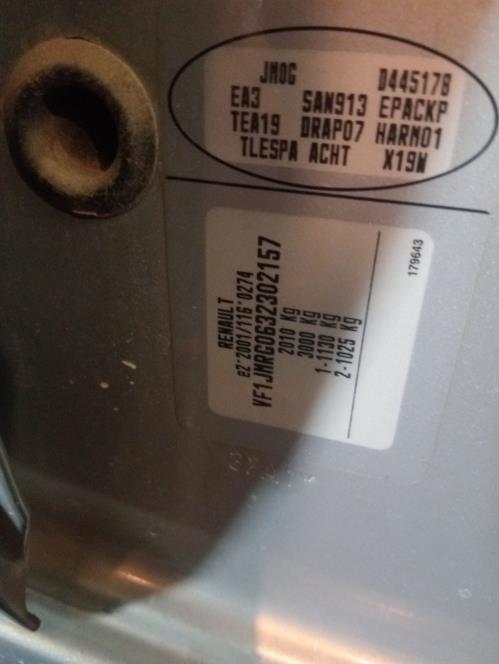 JM0G D445178
EA3 SAN913 EPACKP
TEA19 DRAP07 HARM01
TLESPA ACHT X19W
RENAULT
e2*2001/116*0274
VF1JMRG0632302157
2010 Kg
3000 Kg
1-1130 Kg
2-1025 Kg
179643